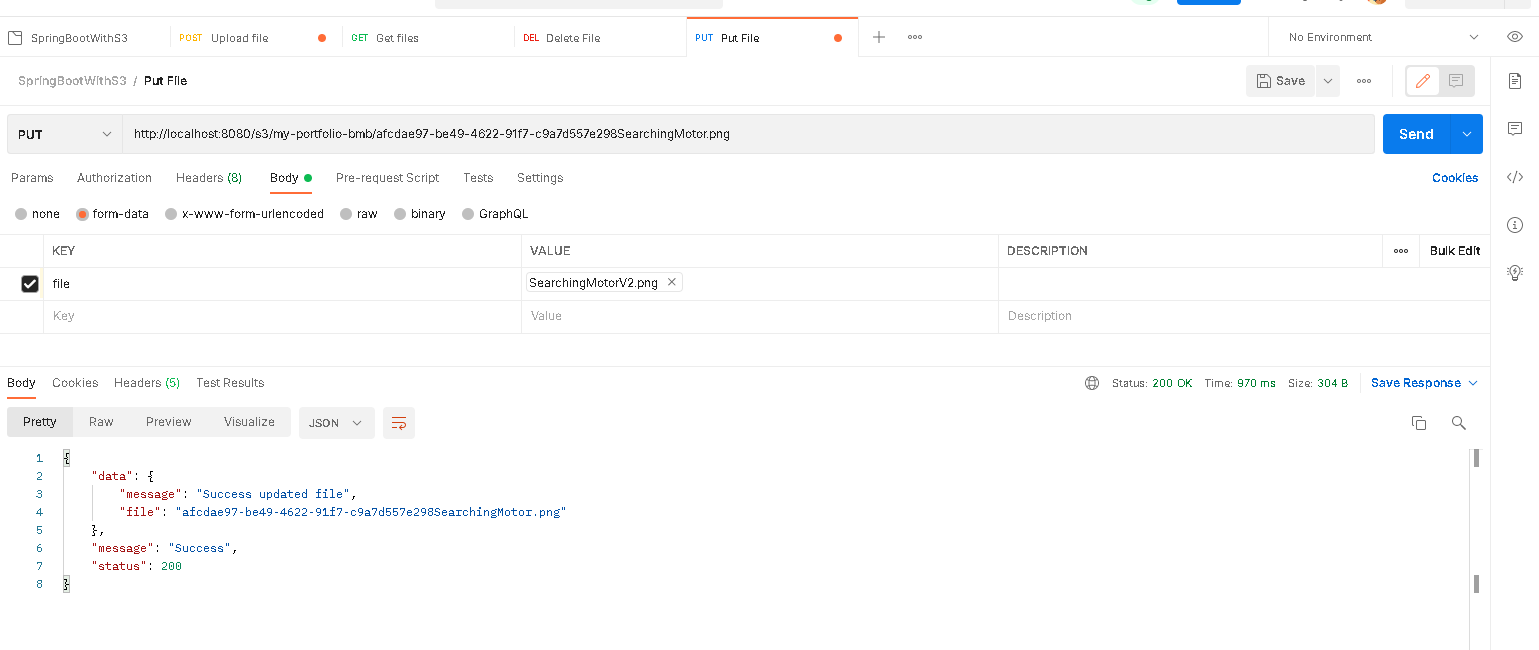 SpringBootWithS3 POST Upload file GET Get files DEL Delete File PUT Put File No Environment
SpringBootWithS3 / Put File Save
PUT http://localhost:8080/s3/my-portfolio-bmb/afcdae97-be49-4622-91f7-c9a7d557e298SearchingMotor.png Send
Params Authorization Headers (8) Body Pre-request Script Tests Settings Cookies
none form-data x-www-form-urlencoded raw binary GraphQL
KEY VALUE DESCRIPTION Bulk Edit
file SearchingMotorV2.png
Key Value Description
Body Cookies Headers (5) Test Results Status: 200 OK Time: 970 ms Size: 304 B Save Response
Pretty Raw Preview Visualize JSON
1 {
2 "data": {
3 "message": "Success updated file",
4 "file": "afcdae97-be49-4622-91f7-c9a7d557e298SearchingMotor.png"
5 },
6 "message": "Success",
7 "status": 200
8 }